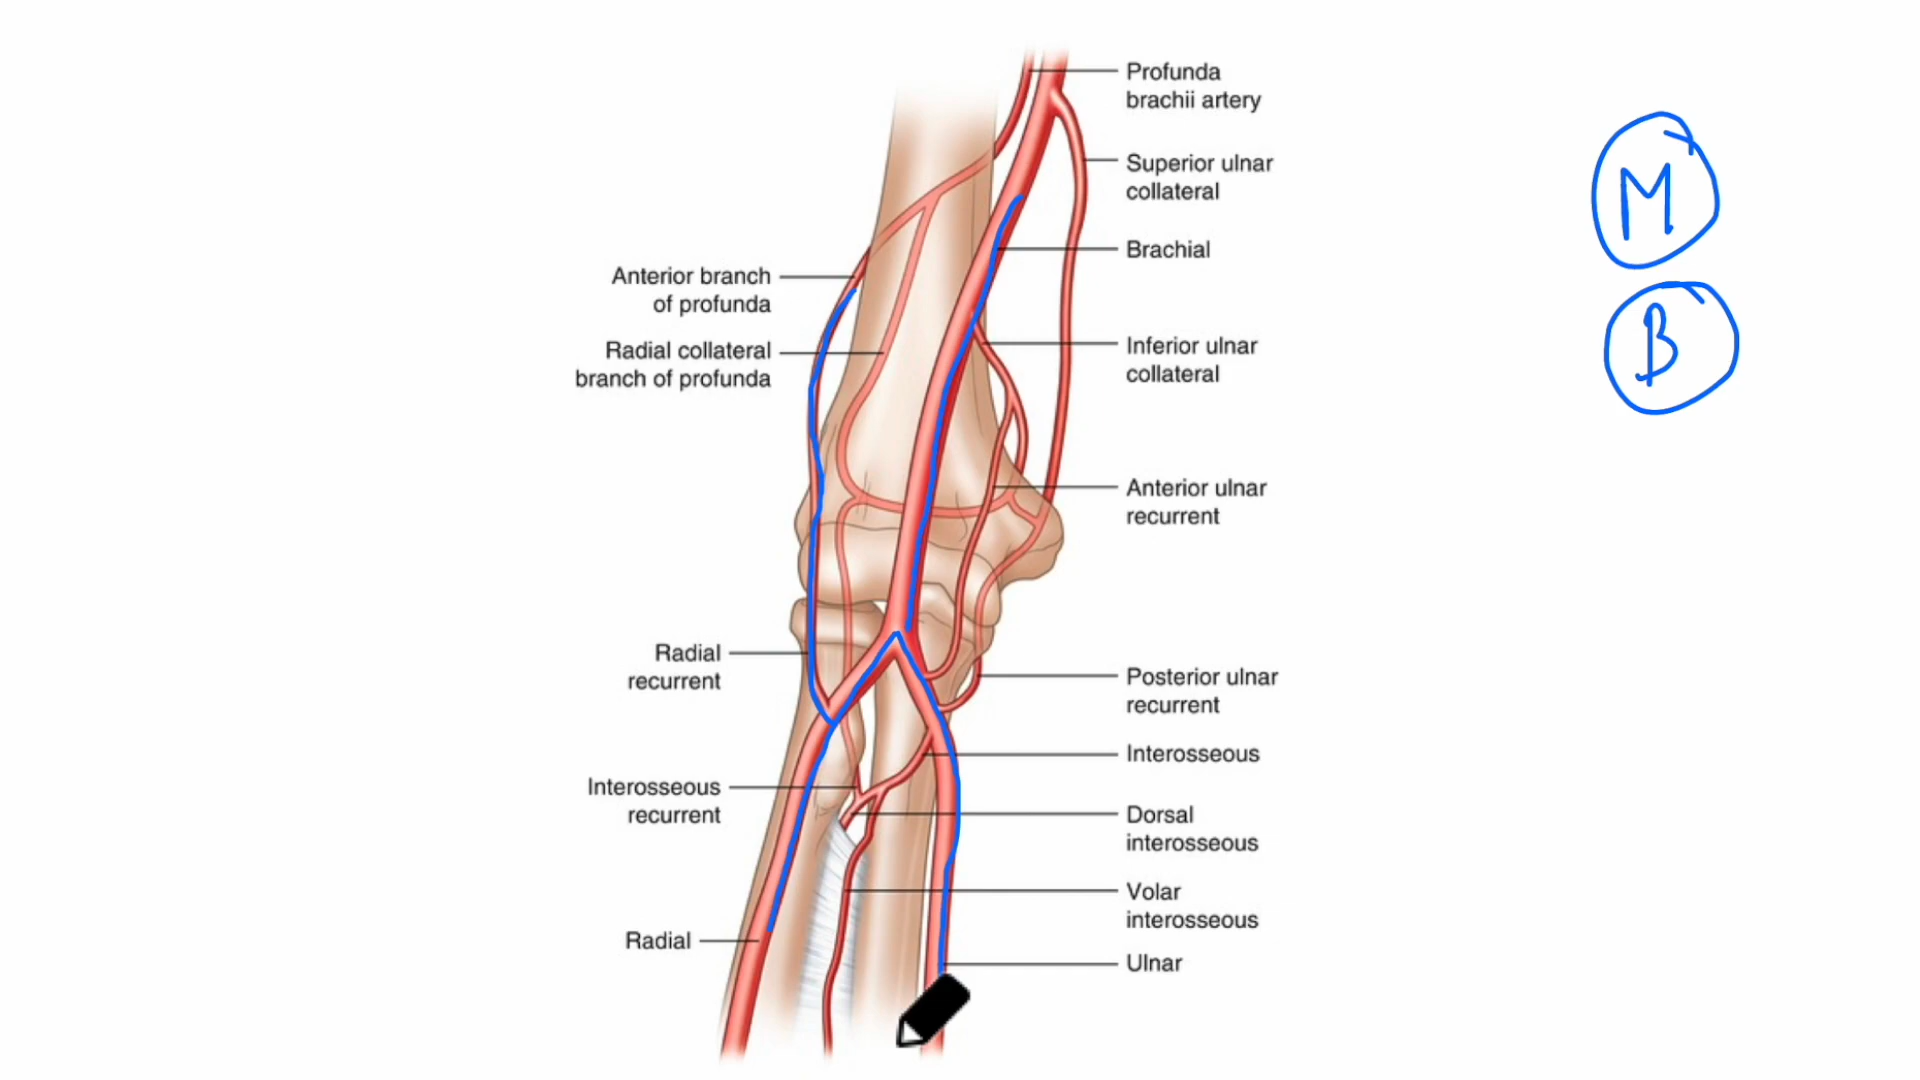 Profunda
brachii artery
Superior ulnar
collateral
Brachial
Anterior branch
of profunda
Radial collateral
branch of profunda
Inferior ulnar
collateral
Anterior ulnar
recurrent
Radial
recurrent
Posterior ulnar
recurrent
Interosseous
Interosseous
recurrent
Dorsal
interosseous
Volar
interosseous
Radial
Ulnar
M
B